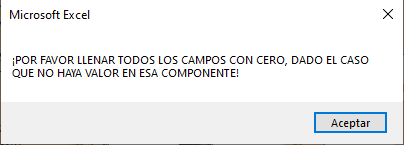 Microsoft Excel
¡POR FAVOR LLENAR TODOS LOS CAMPOS CON CERO, DADO EL CASO
QUE NO HAYA VALOR EN ESA COMPONENTE!
Aceptar